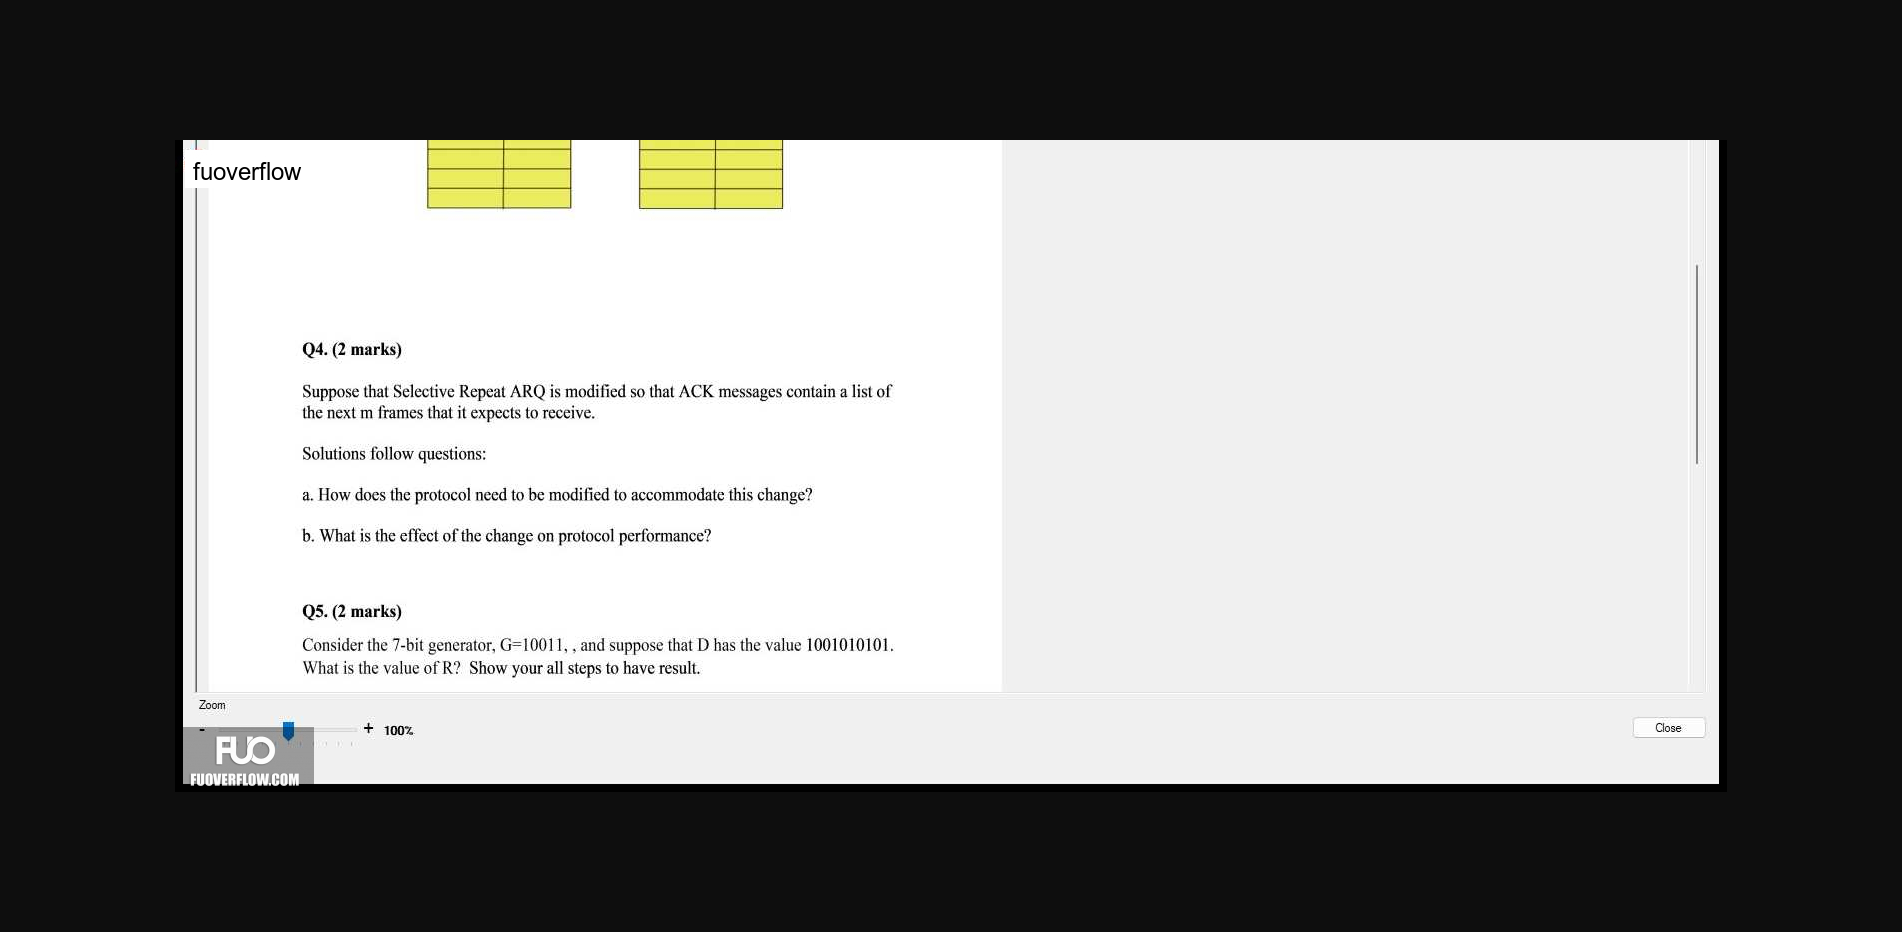 fuoverflow
Q4. (2 marks)
Suppose that Selective Repeat ARQ is modified so that ACK messages contain a list of
the next m frames that it expects to receive.
Solutions follow questions:
a. How does the protocol need to be modified to accommodate this change?
b. What is the effect of the change on protocol performance?
Q5. (2 marks)
Consider the 7-bit generator, G=10011, , and suppose that D has the value 1001010101.
What is the value of R? Show your all steps to have result.
Zoom
- + 100%
Close
FUO
FUOVERFLOW.COM